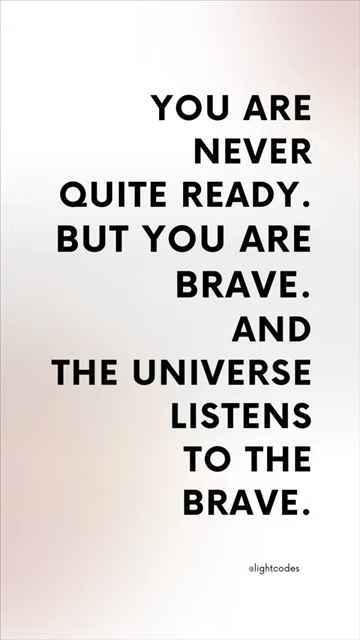 YOU ARE
NEVER
QUITE READY.
BUT YOU ARE
BRAVE.
AND
THE UNIVERSE
LISTENS
TO THE
BRAVE.
@lightcodes